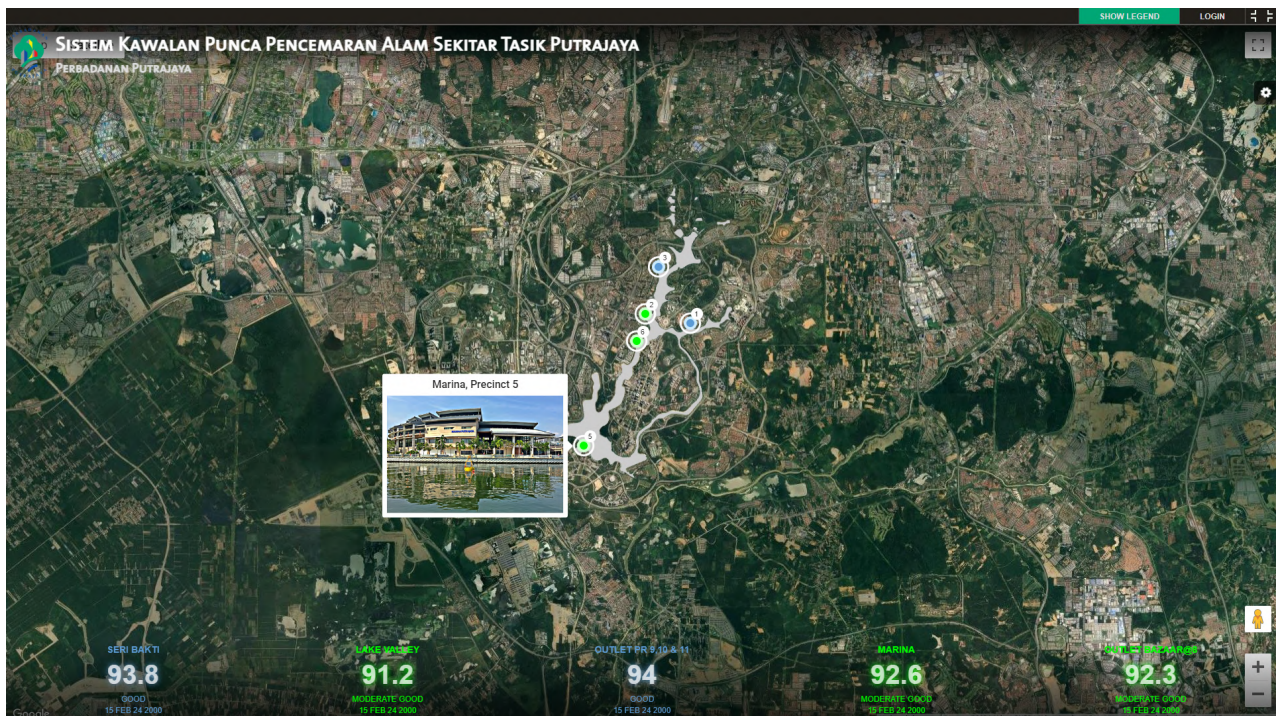 SHOW LEGEND
LOGIN
SISTEM KAWALAN PUNCA PENCEMARAN ALAM SEKITAR TASIK PUTRAJAYA
PERBADANAN PUTRAJAYA
3
2
1
6
Marina, Precinct 5
5
SERI BAKTI
93.8
GOOD
15 FEB 24 2000
LAKE VALLEY
91.2
MODERATE GOOD
15 FEB 24 2000
OUTLET PR 9,10 & 11
94
GOOD
15 FEB 24 2000
MARINA
92.6
MODERATE GOOD
15 FEB 24 2000
OUTLET BAZAAR@8
92.3
MODERATE GOOD
15 FEB 24 2000
Google